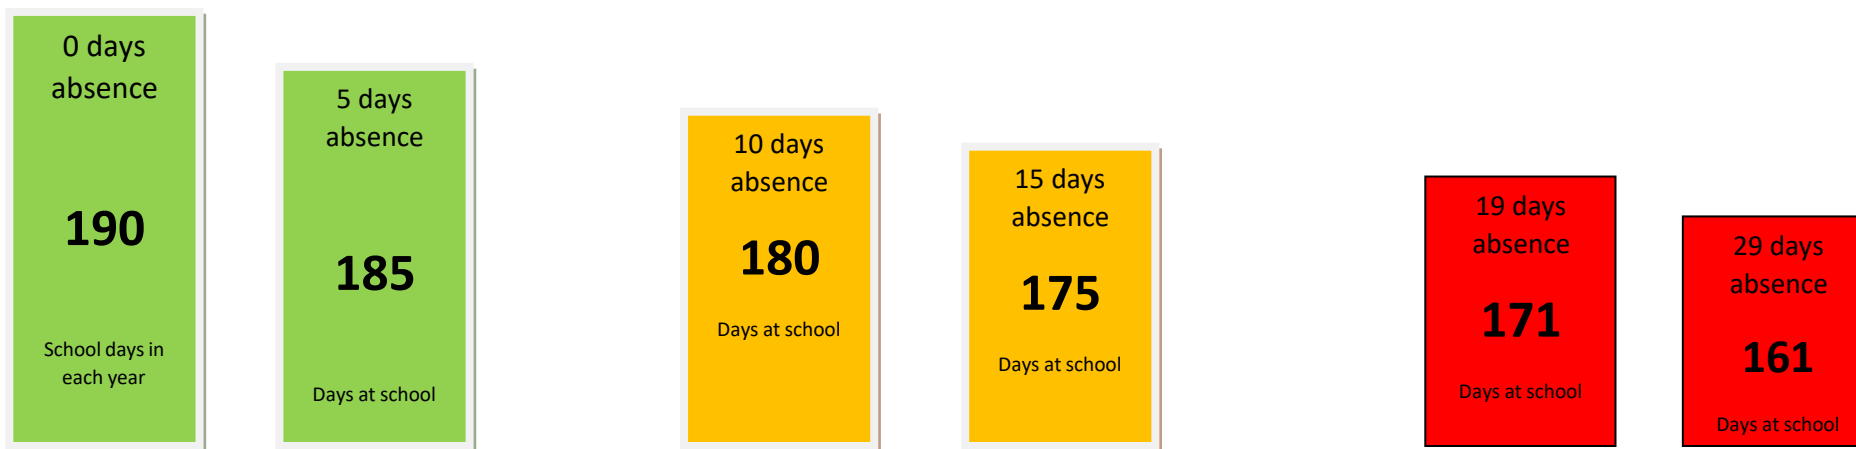 0 days
absence
190
School days in
each year
5 days
absence
185
Days at school
10 days
absence
180
Days at school
15 days
absence
175
Days at school
19 days
absence
171
Days at school
29 days
absence
161
Days at school